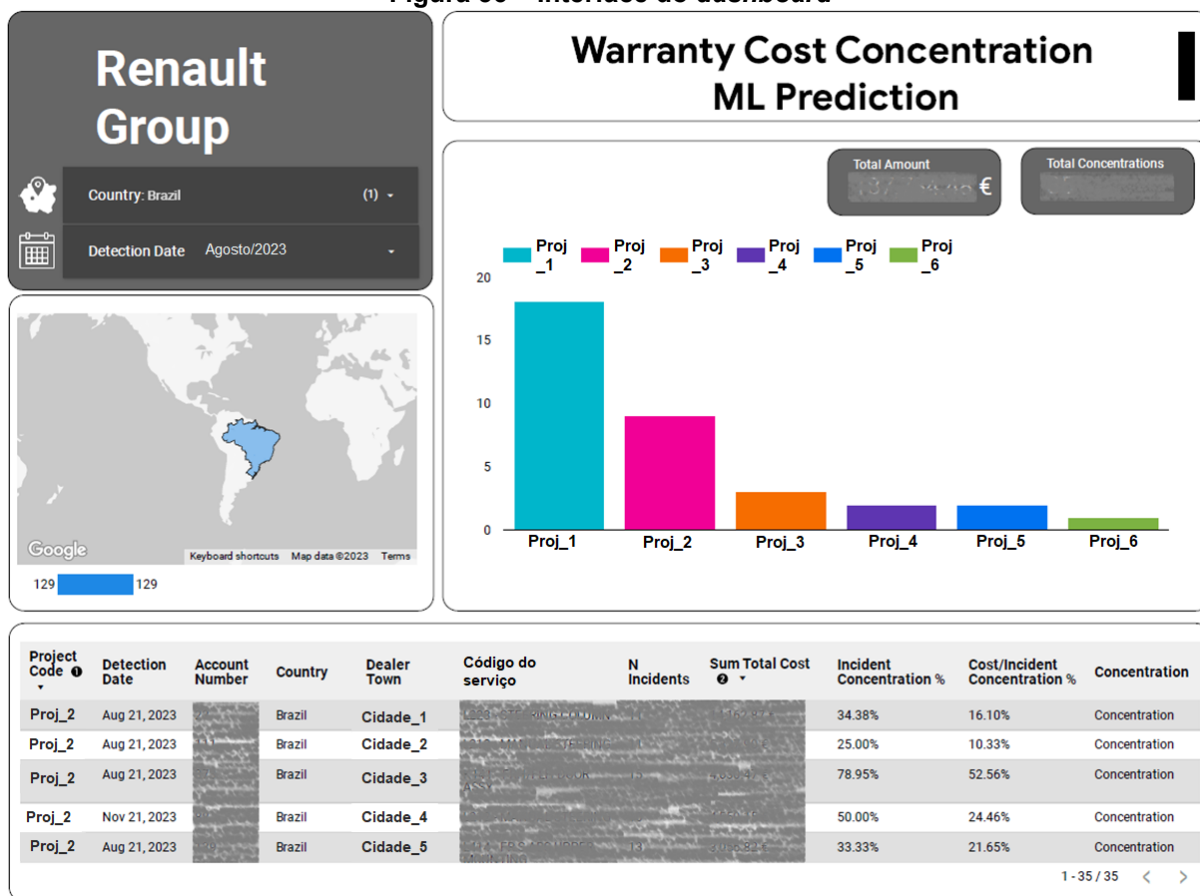 Figura 36 – Interface do dashboard
Renault
Group
Country: Brazil (1)
Detection Date Agosto/2023
Warranty Cost Concentration
ML Prediction
Total Amount
€
Total Concentrations
Proj_1 Proj_2 Proj_3 Proj_4 Proj_5 Proj_6
20
15
10
5
0
Proj_1 Proj_2 Proj_3 Proj_4 Proj_5 Proj_6
Google
Keyboard shortcuts Map data ©2023 Terms
129 129
Project Code ❶ Detection Date Account Number Country Dealer Town Código do serviço N Incidents Sum Total Cost ❷ Incident Concentration % Cost/Incident Concentration % Concentration
Proj_2 Aug 21, 2023 Brazil Cidade_1 34.38% 16.10% Concentration
Proj_2 Aug 21, 2023 Brazil Cidade_2 25.00% 10.33% Concentration
Proj_2 Aug 21, 2023 Brazil Cidade_3 78.95% 52.56% Concentration
Proj_2 Nov 21, 2023 Brazil Cidade_4 50.00% 24.46% Concentration
Proj_2 Aug 21, 2023 Brazil Cidade_5 33.33% 21.65% Concentration
1 - 35 / 35 < >